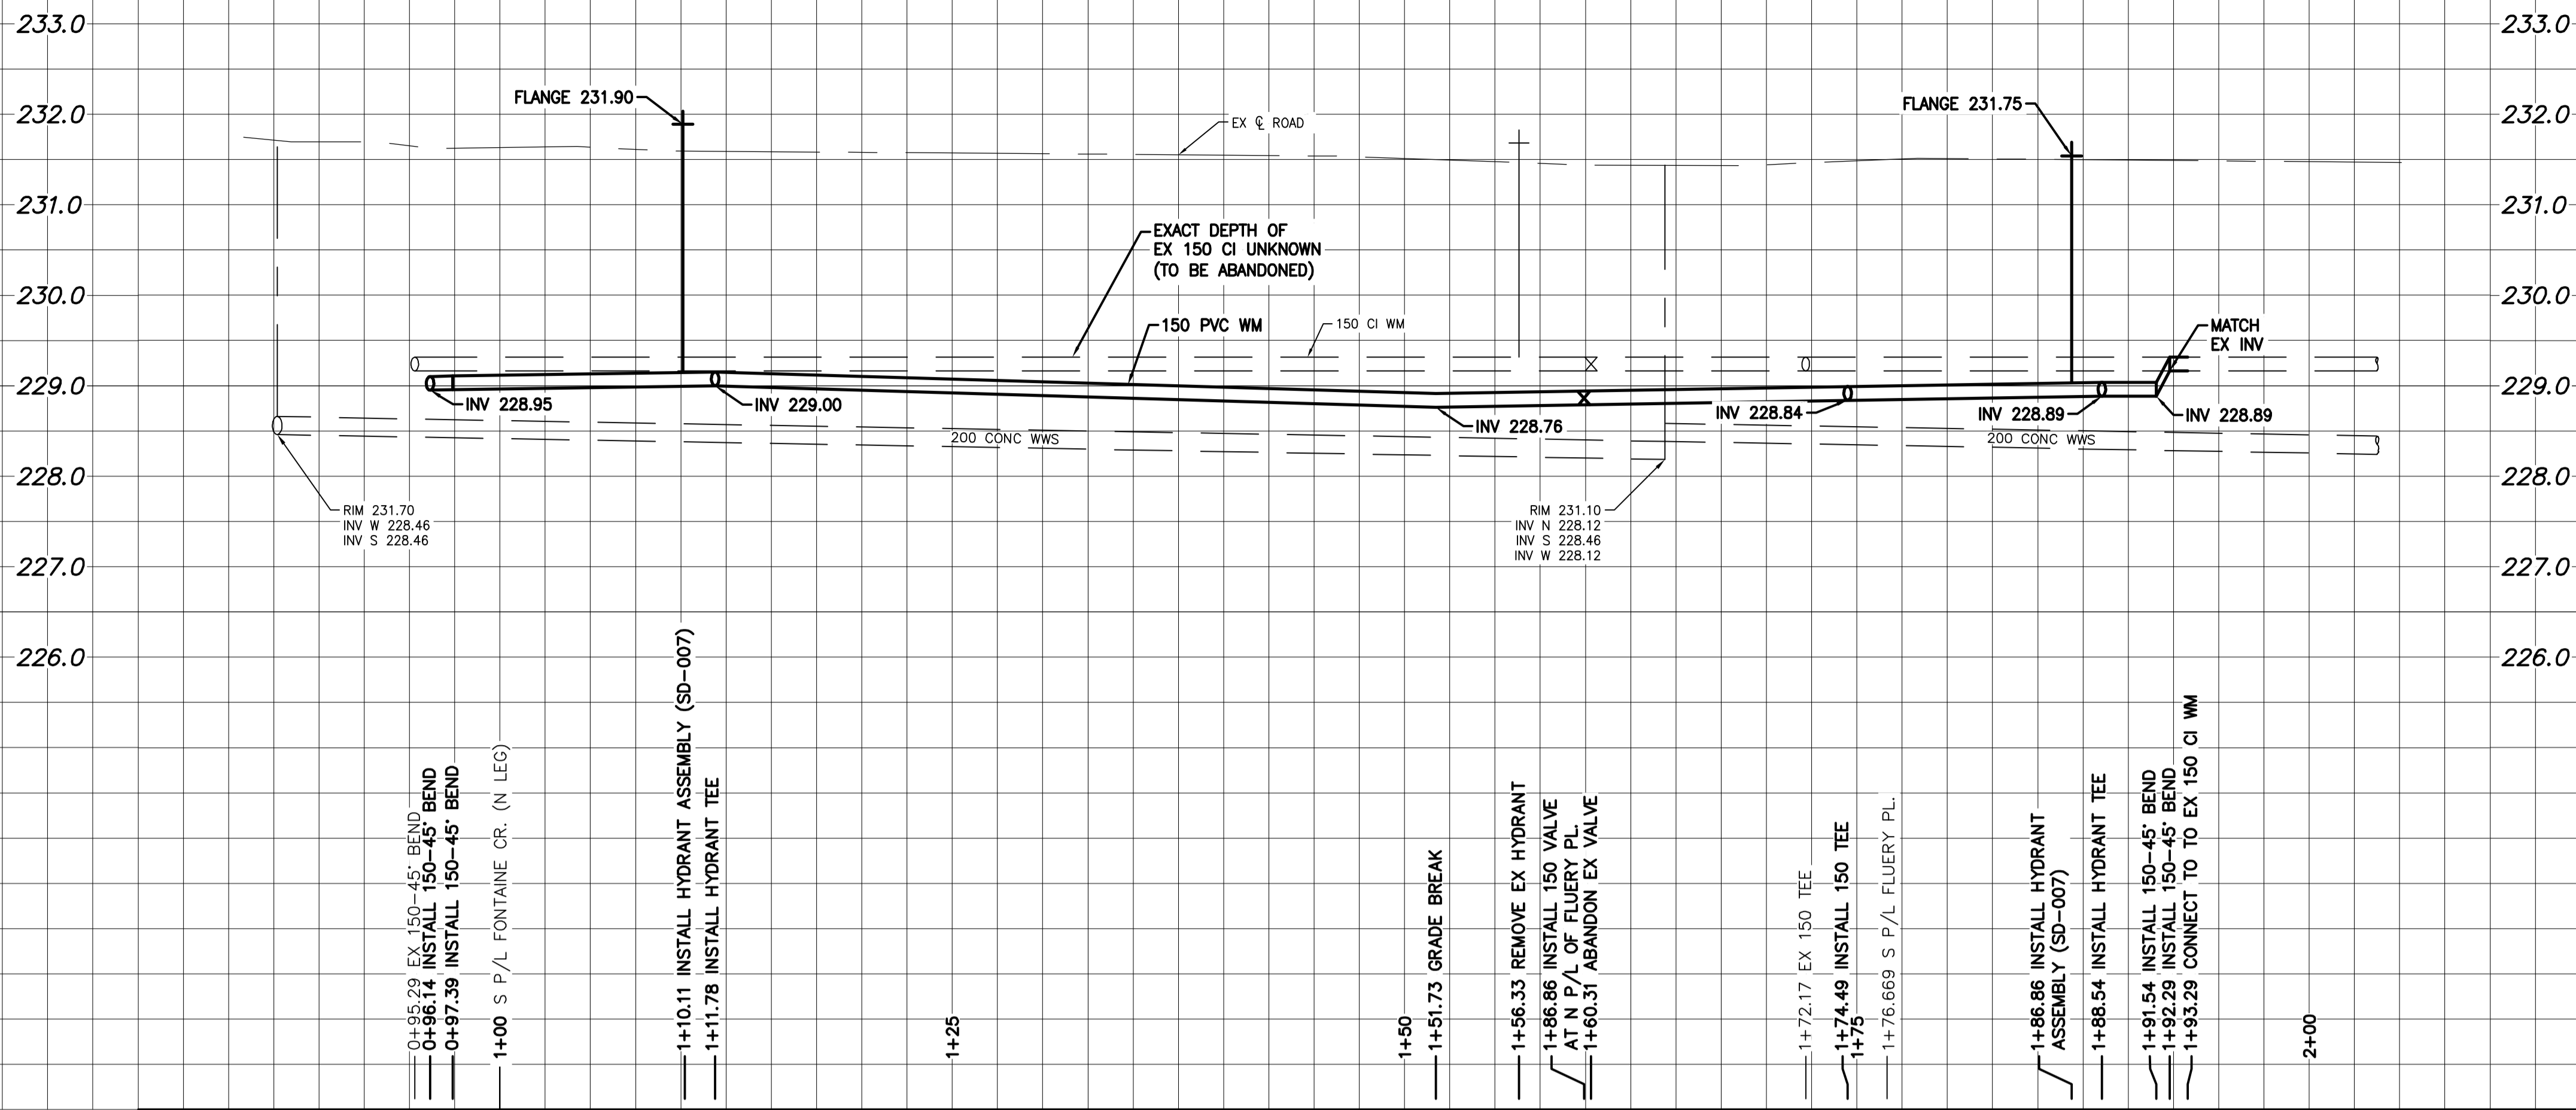 233.0
233.0
232.0
232.0
231.0
231.0
230.0
230.0
229.0
229.0
228.0
228.0
227.0
227.0
226.0
226.0
FLANGE 231.90
EX ℄ ROAD
FLANGE 231.75
EXACT DEPTH OF
EX 150 CI UNKNOWN
(TO BE ABANDONED)
150 PVC WM
150 CI WM
MATCH
EX INV
INV 228.95
INV 229.00
INV 228.76
INV 228.84
INV 228.89
INV 228.89
200 CONC WWS
200 CONC WWS
RIM 231.70
INV W 228.46
INV S 228.46
RIM 231.10
INV N 228.12
INV S 228.46
INV W 228.12
0+95.29 EX 150-45° BEND
0+96.14 INSTALL 150-45° BEND
0+97.39 INSTALL 150-45° BEND
1+00 S P/L FONTAINE CR. (N LEG)
1+10.11 INSTALL HYDRANT ASSEMBLY (SD-007)
1+11.78 INSTALL HYDRANT TEE
1+25
1+50
1+51.73 GRADE BREAK
1+56.33 REMOVE EX HYDRANT
1+86.86 INSTALL 150 VALVE
AT N P/L OF FLUERY PL.
1+60.31 ABANDON EX VALVE
1+72.17 EX 150 TEE
1+74.49 INSTALL 150 TEE
1+75
1+76.669 S P/L FLUERY PL.
1+86.86 INSTALL HYDRANT
ASSEMBLY (SD-007)
1+88.54 INSTALL HYDRANT TEE
1+91.54 INSTALL 150-45° BEND
1+92.29 INSTALL 150-45° BEND
1+93.29 CONNECT TO TO EX 150 CI WM
2+00